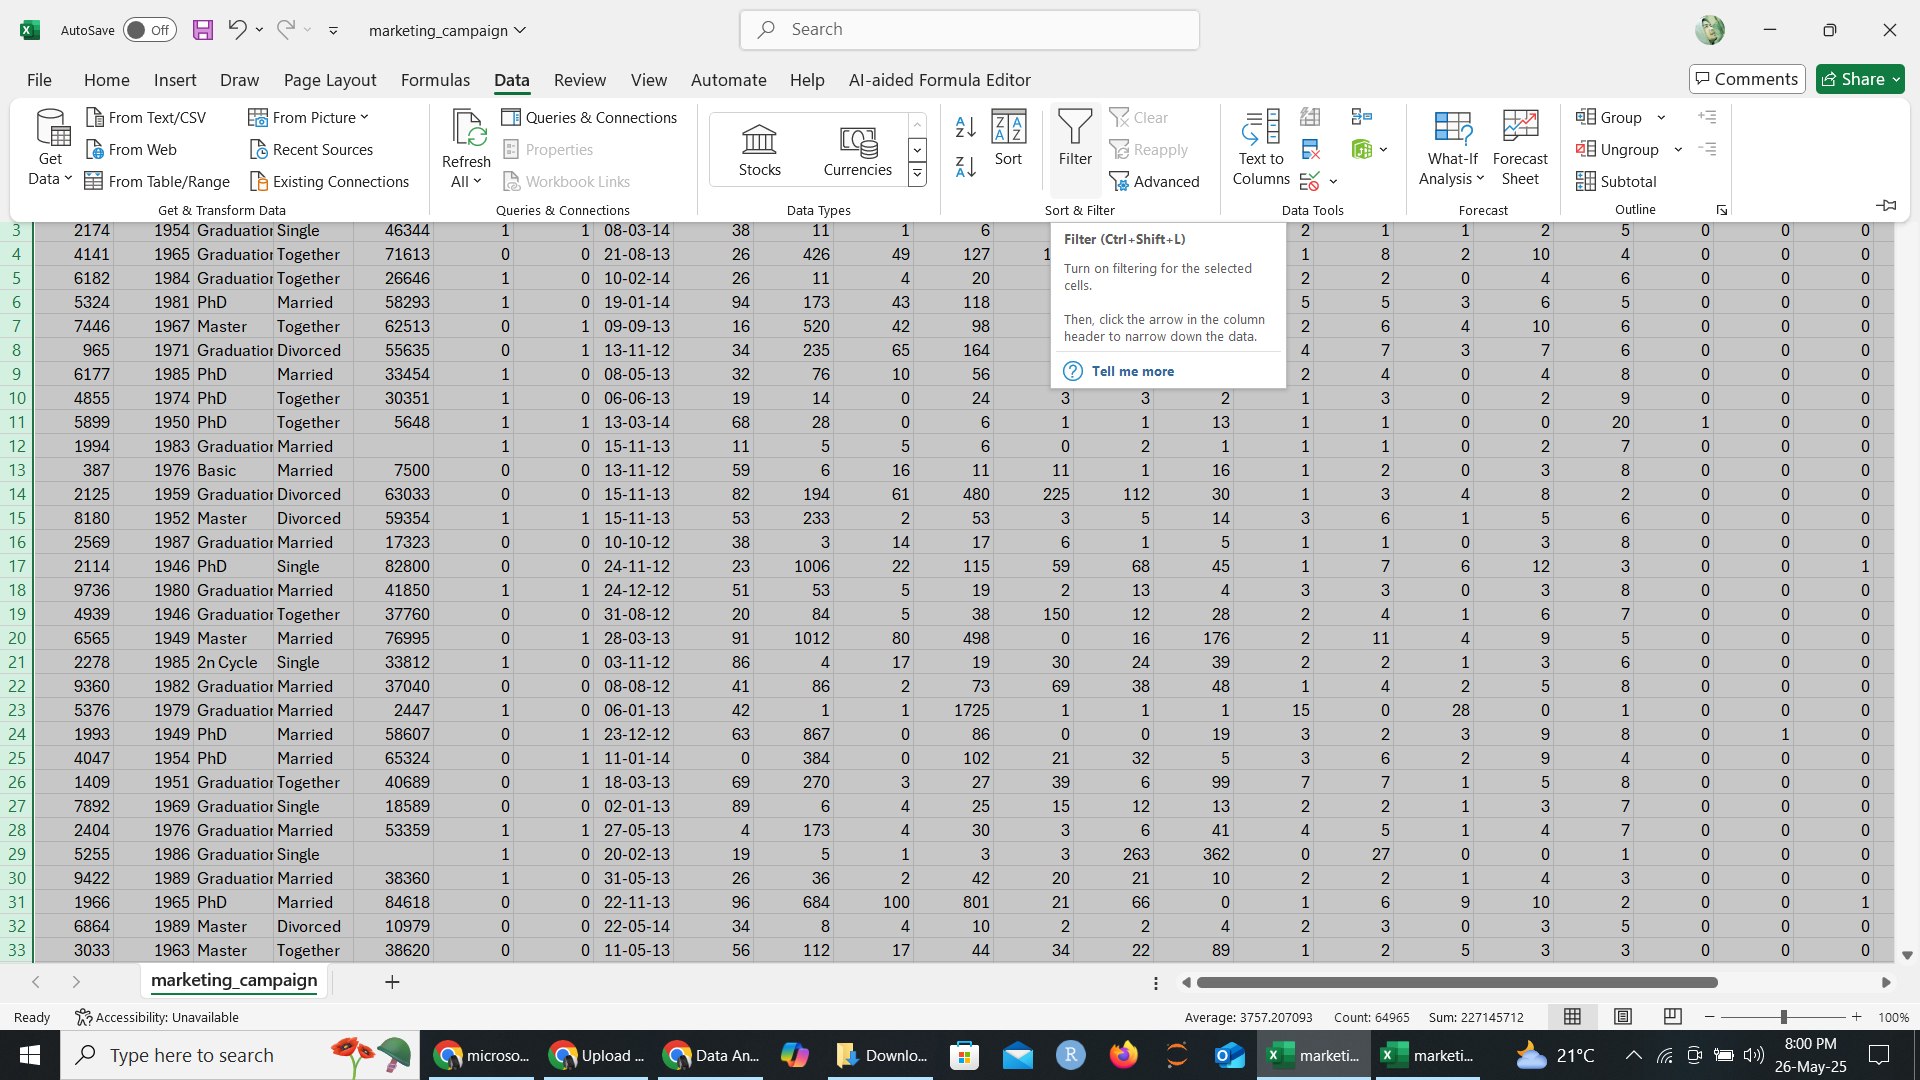 AutoSave Off marketing_campaign Search
File Home Insert Draw Page Layout Formulas Data Review View Automate Help AI-aided Formula Editor Comments Share
Get Data From Text/CSV From Web From Table/Range From Picture Recent Sources Existing Connections
Get & Transform Data
Refresh All Queries & Connections Properties Workbook Links
Queries & Connections
Stocks Currencies
Data Types
Sort Filter Clear Reapply Advanced
Sort & Filter
Text to Columns
Data Tools
What-If Analysis Forecast Sheet
Forecast
Group Ungroup Subtotal
Outline
Filter (Ctrl+Shift+L)
Turn on filtering for the selected
cells.
Then, click the arrow in the column
header to narrow down the data.
Tell me more
3 2174 1954 Graduation Single 46344 1 1 08-03-14 38 11 1 6 2 1 1 2 5 0 0 0
4 4141 1965 Graduation Together 71613 0 0 21-08-13 26 426 49 127 1 1 8 2 10 4 0 0 0
5 6182 1984 Graduation Together 26646 1 0 10-02-14 26 11 4 20 2 2 0 4 6 0 0 0
6 5324 1981 PhD Married 58293 1 0 19-01-14 94 173 43 118 5 5 3 6 5 0 0 0
7 7446 1967 Master Together 62513 0 1 09-09-13 16 520 42 98 2 6 4 10 6 0 0 0
8 965 1971 Graduation Divorced 55635 0 1 13-11-12 34 235 65 164 4 7 3 7 6 0 0 0
9 6177 1985 PhD Married 33454 1 0 08-05-13 32 76 10 56 2 4 0 4 8 0 0 0
10 4855 1974 PhD Together 30351 1 0 06-06-13 19 14 0 24 3 3 2 1 3 0 2 9 0 0 0
11 5899 1950 PhD Together 5648 1 1 13-03-14 68 28 0 6 1 1 13 1 1 0 0 20 1 0 0
12 1994 1983 Graduation Married 1 0 15-11-13 11 5 5 6 0 2 1 1 1 0 2 7 0 0 0
13 387 1976 Basic Married 7500 0 0 13-11-12 59 6 16 11 11 1 16 1 2 0 3 8 0 0 0
14 2125 1959 Graduation Divorced 63033 0 0 15-11-13 82 194 61 480 225 112 30 1 3 4 8 2 0 0 0
15 8180 1952 Master Divorced 59354 1 1 15-11-13 53 233 2 53 3 5 14 3 6 1 5 6 0 0 0
16 2569 1987 Graduation Married 17323 0 0 10-10-12 38 3 14 17 6 1 5 1 1 0 3 8 0 0 0
17 2114 1946 PhD Single 82800 0 0 24-11-12 23 1006 22 115 59 68 45 1 7 6 12 3 0 0 1
18 9736 1980 Graduation Married 41850 1 1 24-12-12 51 53 5 19 2 13 4 3 3 0 3 8 0 0 0
19 4939 1946 Graduation Together 37760 0 0 31-08-12 20 84 5 38 150 12 28 2 4 1 6 7 0 0 0
20 6565 1949 Master Married 76995 0 1 28-03-13 91 1012 80 498 0 16 176 2 11 4 9 5 0 0 0
21 2278 1985 2n Cycle Single 33812 1 0 03-11-12 86 4 17 19 30 24 39 2 2 1 3 6 0 0 0
22 9360 1982 Graduation Married 37040 0 0 08-08-12 41 86 2 73 69 38 48 1 4 2 5 8 0 0 0
23 5376 1979 Graduation Married 2447 1 0 06-01-13 42 1 1 1725 1 1 1 15 0 28 0 1 0 0 0
24 1993 1949 PhD Married 58607 0 1 23-12-12 63 867 0 86 0 0 19 3 2 3 9 8 0 1 0
25 4047 1954 PhD Married 65324 0 1 11-01-14 0 384 0 102 21 32 5 3 6 2 9 4 0 0 0
26 1409 1951 Graduation Together 40689 0 1 18-03-13 69 270 3 27 39 6 99 7 7 1 5 8 0 0 0
27 7892 1969 Graduation Single 18589 0 0 02-01-13 89 6 4 25 15 12 13 2 2 1 3 7 0 0 0
28 2404 1976 Graduation Married 53359 1 1 27-05-13 4 173 4 30 3 6 41 4 5 1 4 7 0 0 0
29 5255 1986 Graduation Single 1 0 20-02-13 19 5 1 3 3 263 362 0 27 0 0 1 0 0 0
30 9422 1989 Graduation Married 38360 1 0 31-05-13 26 36 2 42 20 21 10 2 2 1 4 3 0 0 0
31 1966 1965 PhD Married 84618 0 0 22-11-13 96 684 100 801 21 66 0 1 6 9 10 2 0 0 1
32 6864 1989 Master Divorced 10979 0 0 22-05-14 34 8 4 10 2 2 4 2 3 0 3 5 0 0 0
33 3033 1963 Master Together 38620 0 0 11-05-13 56 112 17 44 34 22 89 1 2 5 3 3 0 0 0
marketing_campaign
Ready Accessibility: Unavailable Average: 3757.207093 Count: 64965 Sum: 227145712 100%
Type here to search microso... Upload ... Data An... Downlo... marketi... marketi... 21°C 8:00 PM
26-May-25